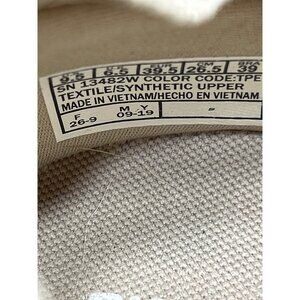 9.5 6.5 39.5 26.5 39
SN 13482W COLOR CODE:TPE
TEXTILE/SYNTHETIC UPPER
MADE IN VIETNAM/HECHO EN VIETNAM
F M Y
26-9 09-19